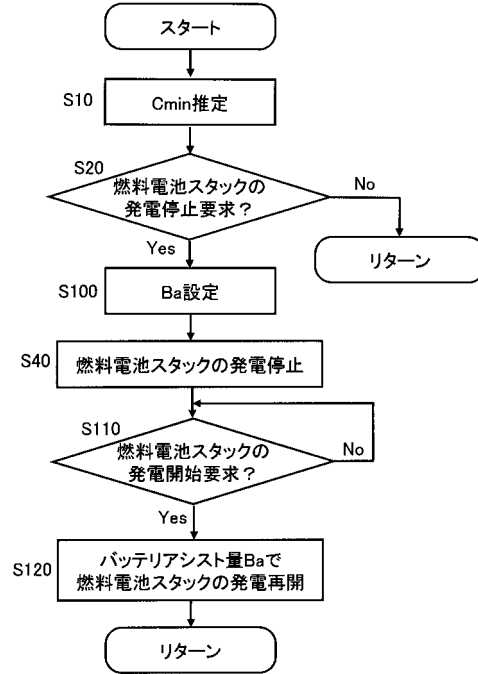 スタート
S10
Cmin推定
S20
燃料電池スタックの
発電停止要求？
No
Yes
リターン
S100
Ba設定
S40
燃料電池スタックの発電停止
S110
燃料電池スタックの
発電開始要求？
No
Yes
S120
バッテリアシスト量Baで
燃料電池スタックの発電再開
リターン